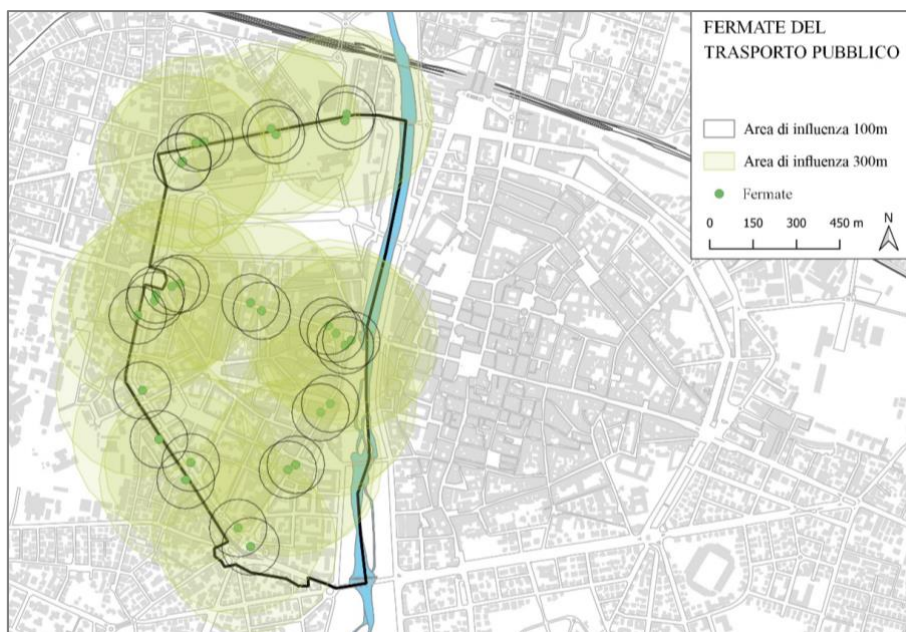 FERMATE DEL
TRASPORTO PUBBLICO
Area di influenza 100m
Area di influenza 300m
Fermate
0 150 300 450 m
N